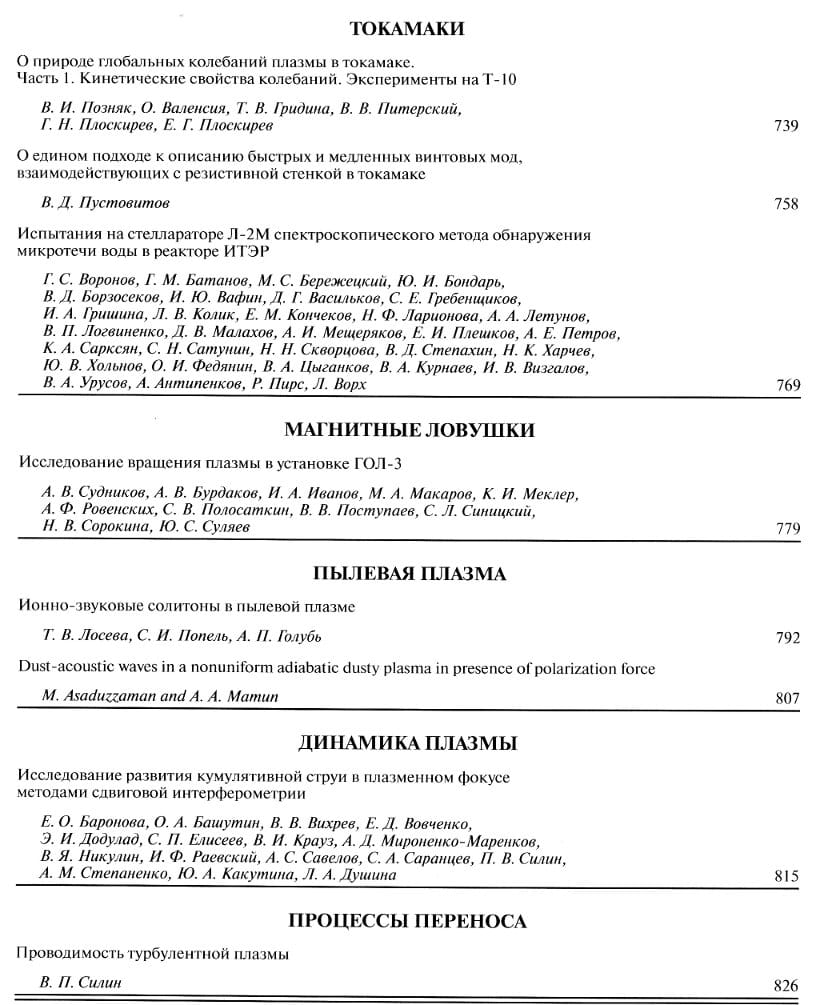 ТОКАМАКИ
О природе глобальных колебаний плазмы в токамаке.
Часть 1. Кинетические свойства колебаний. Эксперименты на Т-10
В. И. Позняк, О. Валенсия, Т. В. Гридина, В. В. Питерский,
Г. Н. Плоскирев, Е. Г. Плоскирев 739
О едином подходе к описанию быстрых и медленных винтовых мод,
взаимодействующих с резистивной стенкой в токамаке
В. Д. Пустовитов 758
Испытания на стеллараторе Л-2М спектроскопического метода обнаружения
микротечи воды в реакторе ИТЭР
Г. С. Воронов, Г. М. Батанов, М. С. Бережецкий, Ю. И. Бондарь,
В. Д. Борзосеков, И. Ю. Вафин, Д. Г. Васильков, С. Е. Гребенщиков,
И. А. Гришина, Л. В. Колик, Е. М. Кончеков, Н. Ф. Ларионова, А. А. Летунов,
В. П. Логвиненко, Д. В. Малахов, А. И. Мещеряков, Е. И. Плешков, А. Е. Петров,
К. А. Сарксян, С. Н. Сатунин, Н. Н. Скворцова, В. Д. Степахин, Н. К. Харчев,
Ю. В. Хольнов, О. И. Федянин, В. А. Цыганков, В. А. Курнаев, И. В. Визгалов,
В. А. Урусов, А. Антипенков, Р. Пирс, Л. Ворх 769
МАГНИТНЫЕ ЛОВУШКИ
Исследование вращения плазмы в установке ГОЛ-3
А. В. Судников, А. В. Бурдаков, И. А. Иванов, М. А. Макаров, К. И. Меклер,
А. Ф. Ровенских, С. В. Полосаткин, В. В. Поступаев, С. Л. Синицкий,
Н. В. Сорокина, Ю. С. Суляев 779
ПЫЛЕВАЯ ПЛАЗМА
Ионно-звуковые солитоны в пылевой плазме
Т. В. Лосева, С. И. Попель, А. П. Голубь 792
Dust-acoustic waves in a nonuniform adiabatic dusty plasma in presence of polarization force
M. Asaduzzaman and A. A. Mamun 807
ДИНАМИКА ПЛАЗМЫ
Исследование развития кумулятивной струи в плазменном фокусе
методами сдвиговой интерферометрии
Е. О. Баронова, О. А. Башутин, В. В. Вихрев, Е. Д. Вовченко,
Э. И. Додулад, С. П. Елисеев, В. И. Крауз, А. Д. Мироненко-Маренков,
В. Я. Никулин, И. Ф. Раевский, А. С. Савелов, С. А. Саранцев, П. В. Силин,
А. М. Степаненко, Ю. А. Какутина, Л. А. Душина 815
ПРОЦЕССЫ ПЕРЕНОСА
Проводимость турбулентной плазмы
В. П. Силин 826